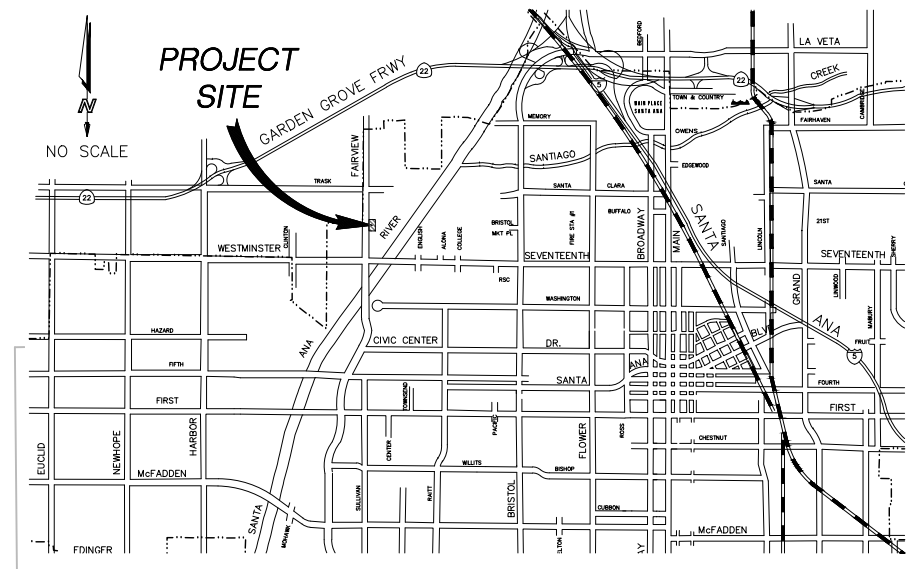 PROJECT
SITE
N
NO SCALE
GARDEN GROVE FRWY
22
22
22
5
5
LA VETA
CREEK
BEDFORD
CAMBRIDGE
TOWN & COUNTRY
MAIN PLACE
SANTA ANA
MEMORY
OWENS
FAIRHAVEN
FAIRVIEW
SANTIAGO
EDGEWOOD
TRASK
SANTA
CLARA
SANTA
BUFFALO
BRISTOL
MKT PL
FIRE STA #1
BROADWAY
MAIN
SANTA
SANTIAGO
LINCOLN
21ST
RIVER
ENGLISH
ALONA
COLLEGE
CLINTON
WESTMINSTER
SEVENTEENTH
SEVENTEENTH
SHERRY
RSC
GRAND
LINWOOD
MABURY
WASHINGTON
ANA
HAZARD
CIVIC CENTER
DR.
BLVD
FRUIT
ANA
FIFTH
ANA
SANTA
FOURTH
FIRST
TOWNSEND
FIRST
PACIFIC
FLOWER
ROSS
CHESTNUT
EUCLID
NEWHOPE
HARBOR
CENTER
WILLITS
BISHOP
McFADDEN
SULLIVAN
RAITT
BRISTOL
CUBBON
SANTA
MOHAWK
McFADDEN
EDINGER